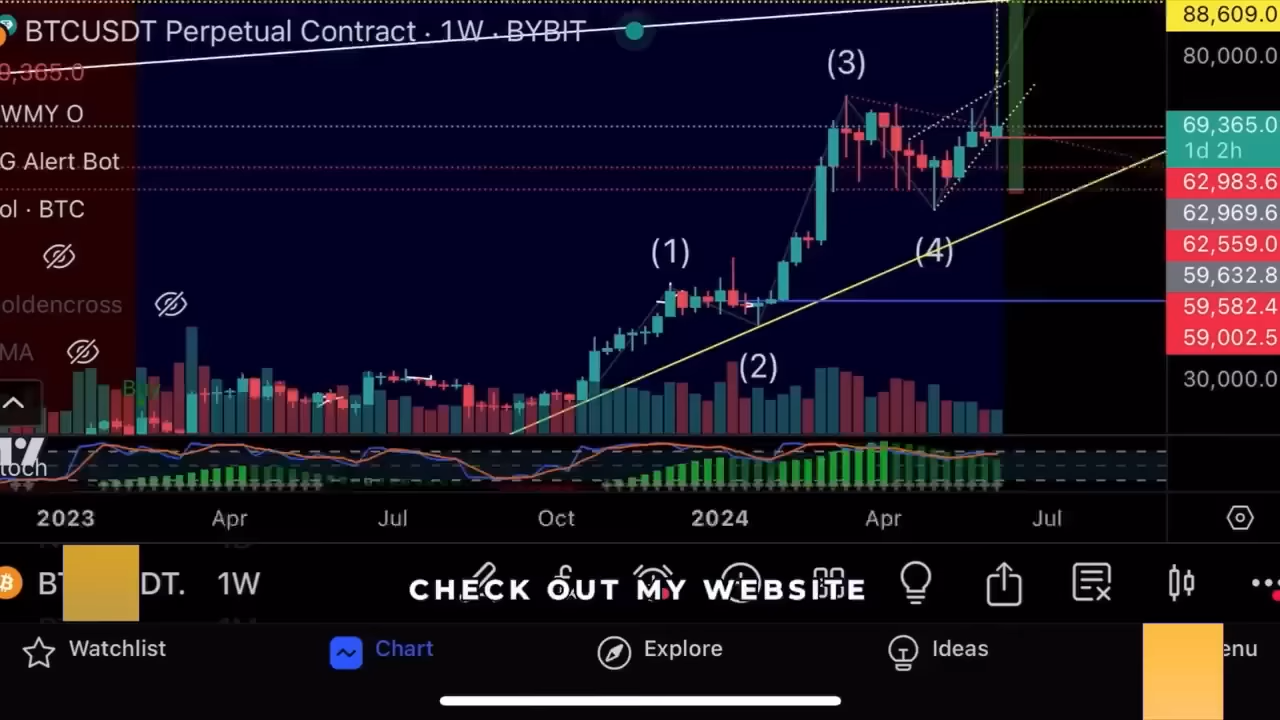 BTCUSDT Perpetual Contract · 1W · BYBIT
WMY O
G Alert Bot
ol · BTC
oldencross
MA
Buy
toch
(1)
(2)
(3)
(4)
88,609.0
80,000.0
69,365.0
1d 2h
62,983.6
62,969.6
62,559.0
59,632.8
59,582.4
59,002.5
30,000.0
2023 Apr Jul Oct 2024 Apr Jul
B DT. 1W
CHECK OUT MY WEBSITE
Watchlist Chart Explore Ideas enu